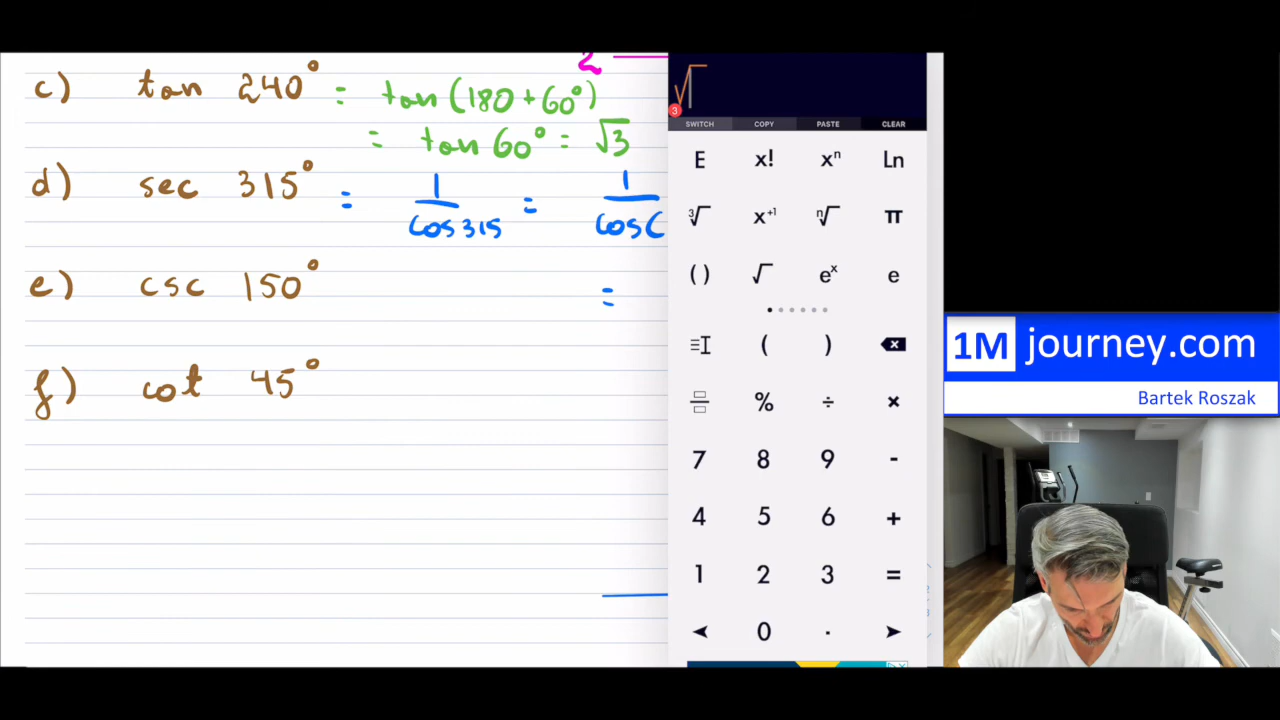 2
c) tan 240° = tan(180 + 60°)
= tan 60° = √3
d) sec 315° = 1/cos 315 = 1/cos(
e) csc 150° =
f) cot 45°
√
3
SWITCH COPY PASTE CLEAR
E x! xⁿ Ln
³√ x⁺¹ ⁿ√ π
( ) √ eˣ e
( )
% ÷ ×
7 8 9 -
4 5 6 +
1 2 3 =
0 .
1M journey.com
Bartek Roszak